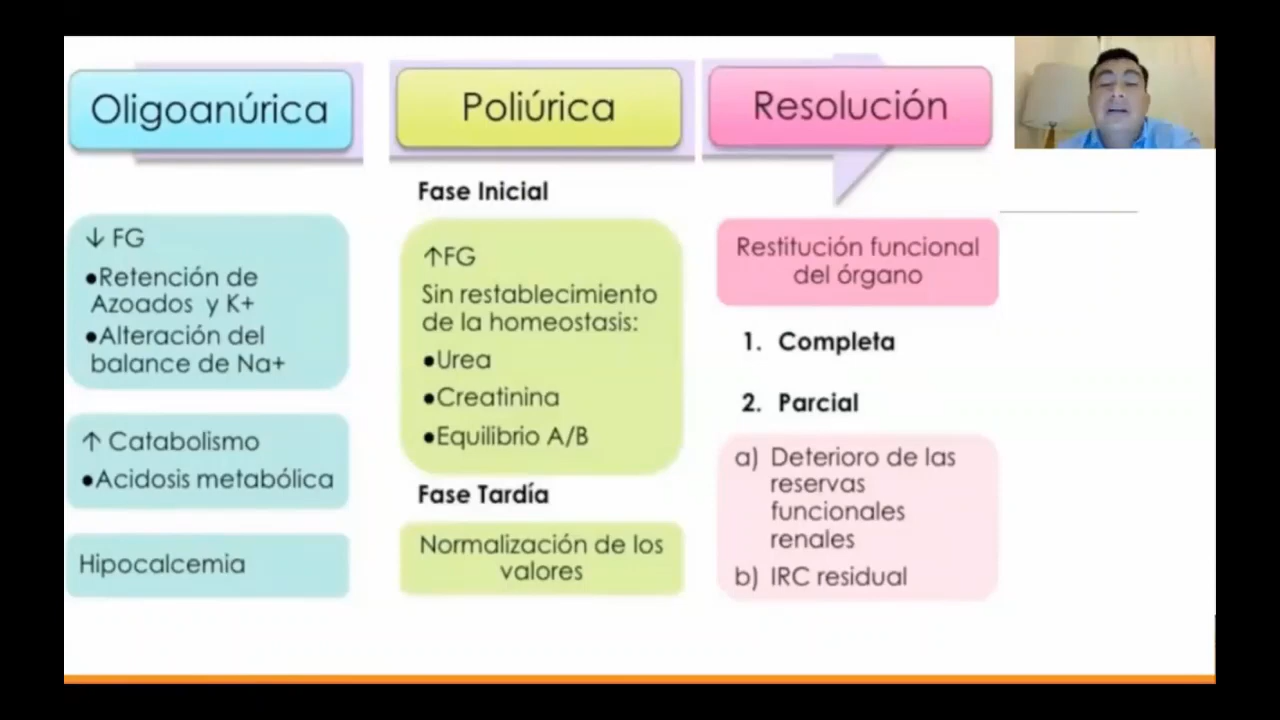 Oligoanúrica
↓ FG
●Retención de
Azoados y K+
●Alteración del
balance de Na+
↑ Catabolismo
●Acidosis metabólica
Hipocalcemia
Poliúrica
Fase Inicial
↑FG
Sin restablecimiento
de la homeostasis:
●Urea
●Creatinina
●Equilibrio A/B
Fase Tardía
Normalización de los
valores
Resolución
Restitución funcional
del órgano
1. Completa
2. Parcial
a) Deterioro de las
reservas
funcionales
renales
b) IRC residual